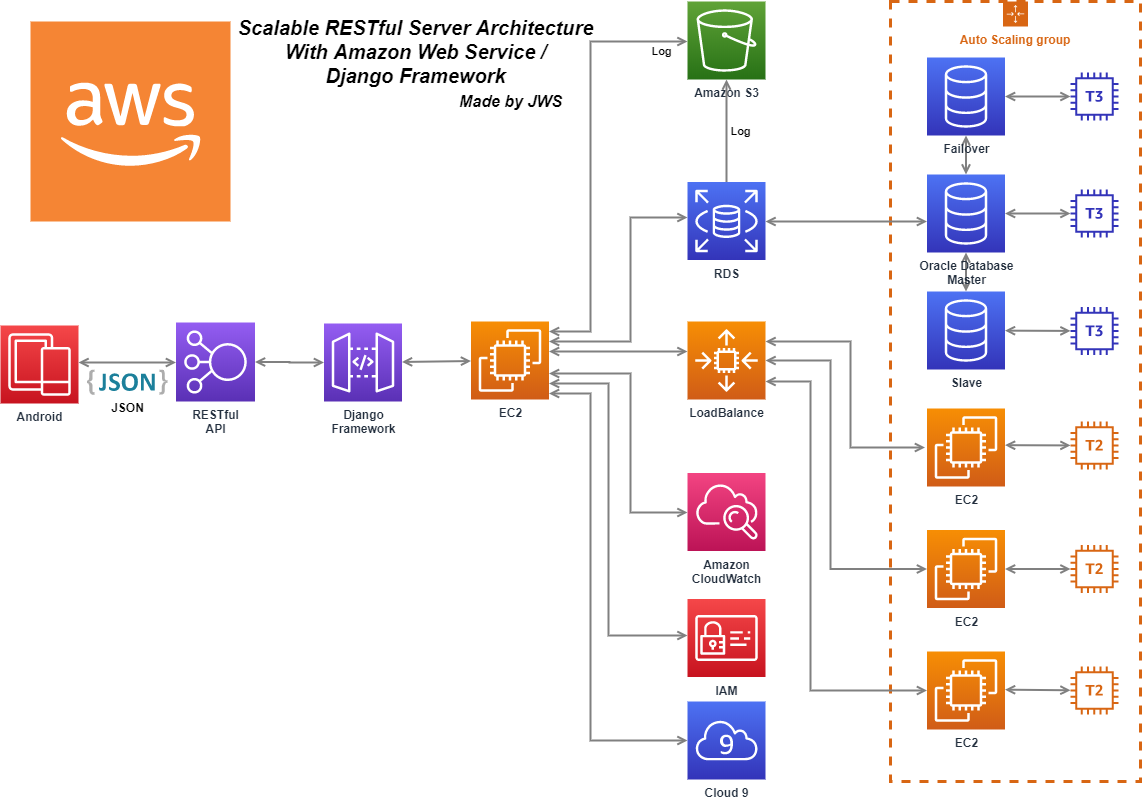 Scalable RESTful Server Architecture
With Amazon Web Service /
Django Framework
Made by JWS
aws
Log
Amazon S3
Log
RDS
Auto Scaling group
Failover
T3
Oracle Database
Master
T3
Slave
T3
Android
{JSON}
JSON
RESTful
API
</>
Django
Framework
EC2
LoadBalance
EC2
T2
Amazon
CloudWatch
EC2
T2
IAM
EC2
T2
9
Cloud 9